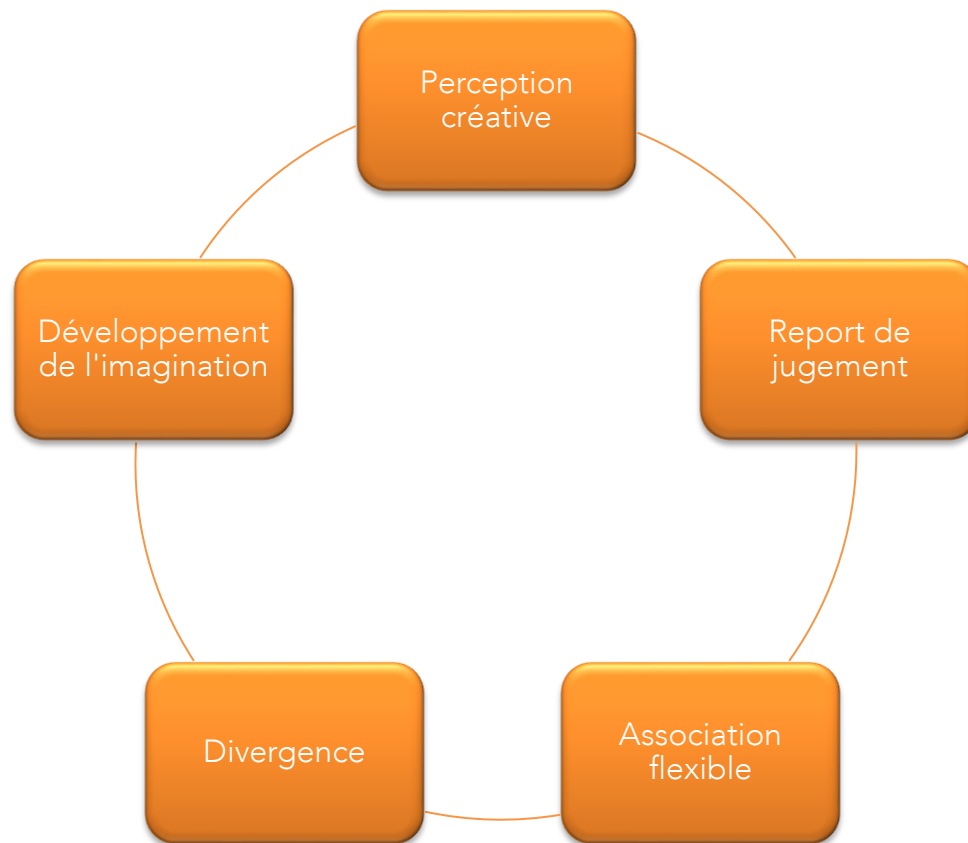 Perception
créative
Développement
de l'imagination
Report de
jugement
Divergence
Association
flexible